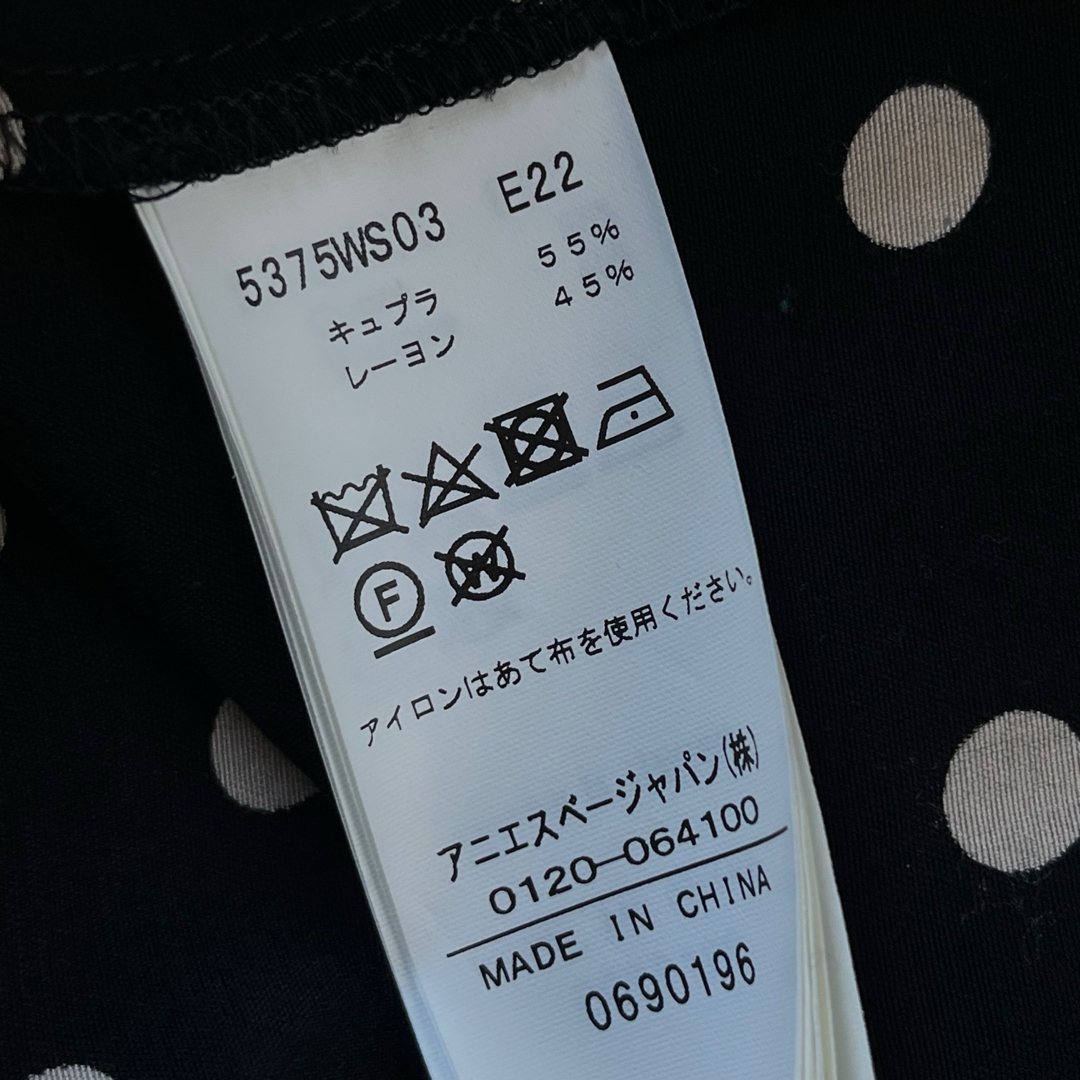 5375WS03 E22
キュプラ 55%
レーヨン 45%
F W
アイロンはあて布を使用ください。
アニエスベージャパン(株)
0120-064100
MADE IN CHINA
0690196